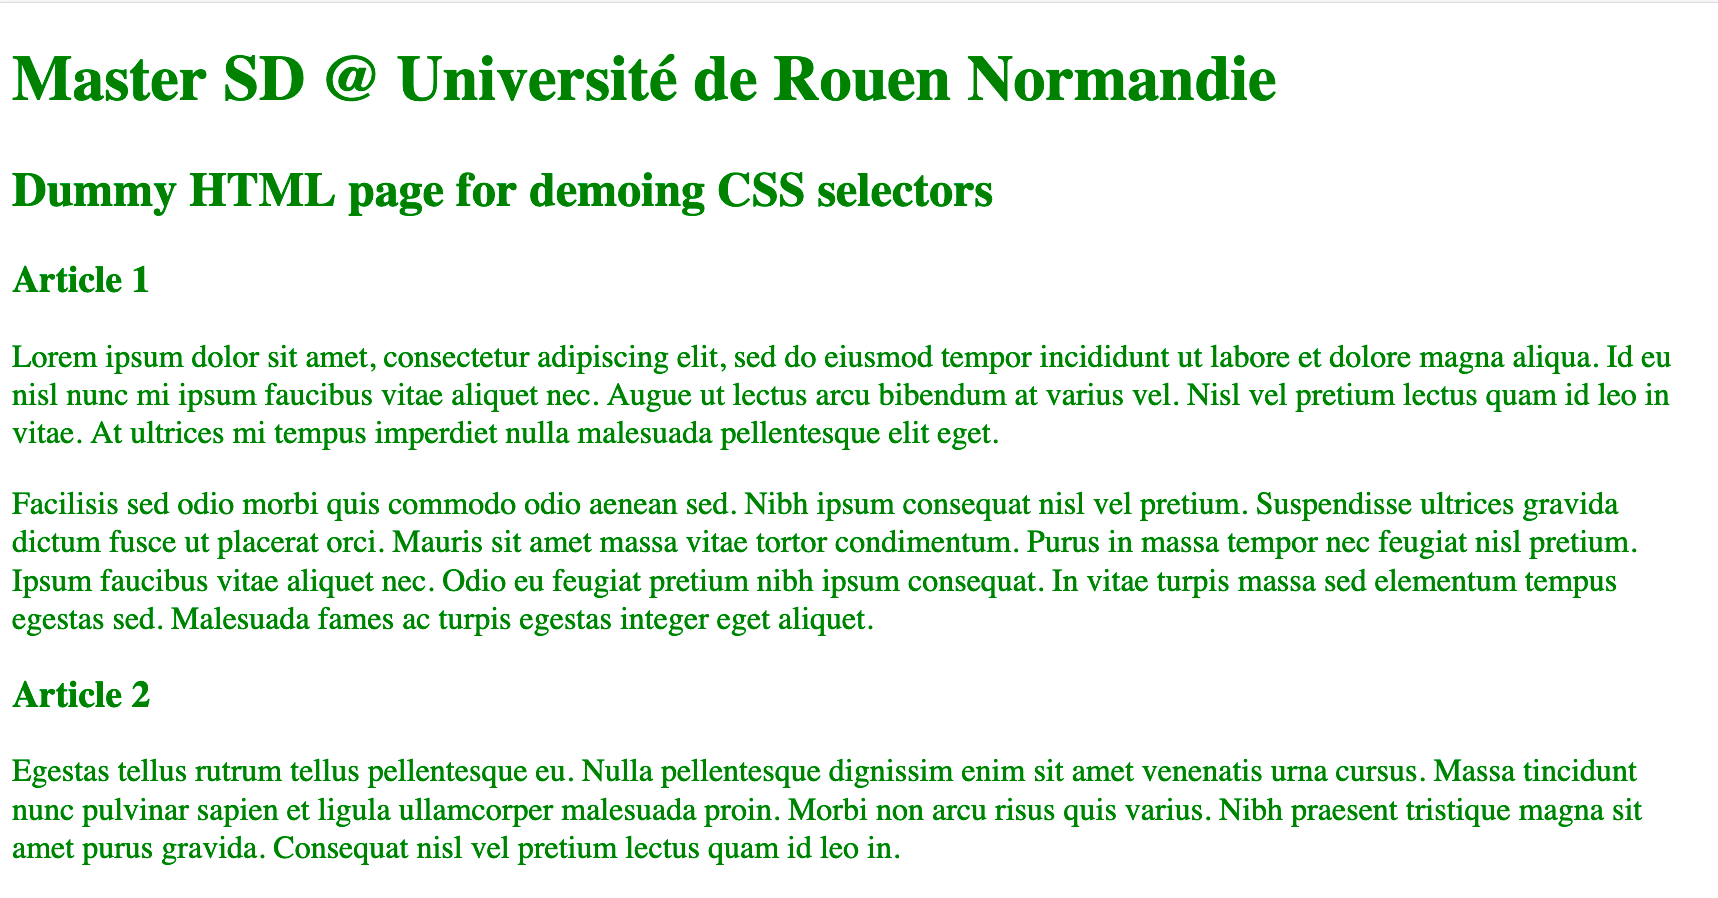 Master SD @ Université de Rouen Normandie
Dummy HTML page for demoing CSS selectors
Article 1
Lorem ipsum dolor sit amet, consectetur adipiscing elit, sed do eiusmod tempor incididunt ut labore et dolore magna aliqua. Id eu
nisl nunc mi ipsum faucibus vitae aliquet nec. Augue ut lectus arcu bibendum at varius vel. Nisl vel pretium lectus quam id leo in
vitae. At ultrices mi tempus imperdiet nulla malesuada pellentesque elit eget.
Facilisis sed odio morbi quis commodo odio aenean sed. Nibh ipsum consequat nisl vel pretium. Suspendisse ultrices gravida
dictum fusce ut placerat orci. Mauris sit amet massa vitae tortor condimentum. Purus in massa tempor nec feugiat nisl pretium.
Ipsum faucibus vitae aliquet nec. Odio eu feugiat pretium nibh ipsum consequat. In vitae turpis massa sed elementum tempus
egestas sed. Malesuada fames ac turpis egestas integer eget aliquet.
Article 2
Egestas tellus rutrum tellus pellentesque eu. Nulla pellentesque dignissim enim sit amet venenatis urna cursus. Massa tincidunt
nunc pulvinar sapien et ligula ullamcorper malesuada proin. Morbi non arcu risus quis varius. Nibh praesent tristique magna sit
amet purus gravida. Consequat nisl vel pretium lectus quam id leo in.